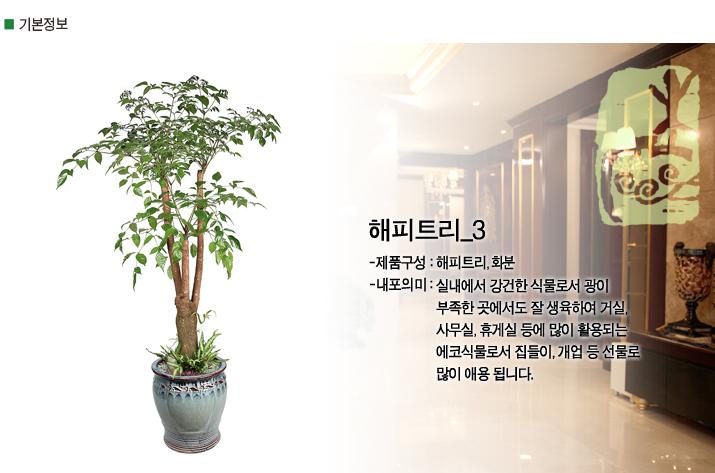 기본정보
해피트리_3
-제품구성 : 해피트리, 화분
-내포의미 : 실내에서 강건한 식물로서 광이
부족한 곳에서도 잘 생육하여 거실,
사무실, 휴게실 등에 많이 활용되는
에코식물로서 집들이, 개업 등 선물로
많이 애용 됩니다.